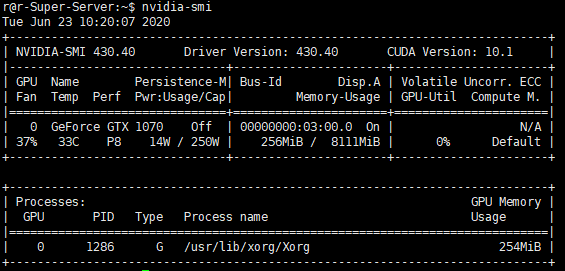 r@r-Super-Server:~$ nvidia-smi
Tue Jun 23 10:20:07 2020
+-----------------------------------------------------------------------------+
| NVIDIA-SMI 430.40       Driver Version: 430.40       CUDA Version: 10.1     |
|-------------------------------+----------------------+----------------------+
| GPU  Name        Persistence-M| Bus-Id        Disp.A | Volatile Uncorr. ECC |
| Fan  Temp  Perf  Pwr:Usage/Cap|         Memory-Usage | GPU-Util  Compute M. |
|===============================+======================+======================|
|   0  GeForce GTX 1070    Off  | 00000000:03:00.0  On |                  N/A |
| 37%   33C    P8    14W / 250W |    256MiB /  8111MiB |      0%      Default |
+-------------------------------+----------------------+----------------------+

+-----------------------------------------------------------------------------+
| Processes:                                                       GPU Memory |
|  GPU       PID   Type   Process name                             Usage      |
|=============================================================================|
|    0      1286      G   /usr/lib/xorg/Xorg                           254MiB |
+-----------------------------------------------------------------------------+